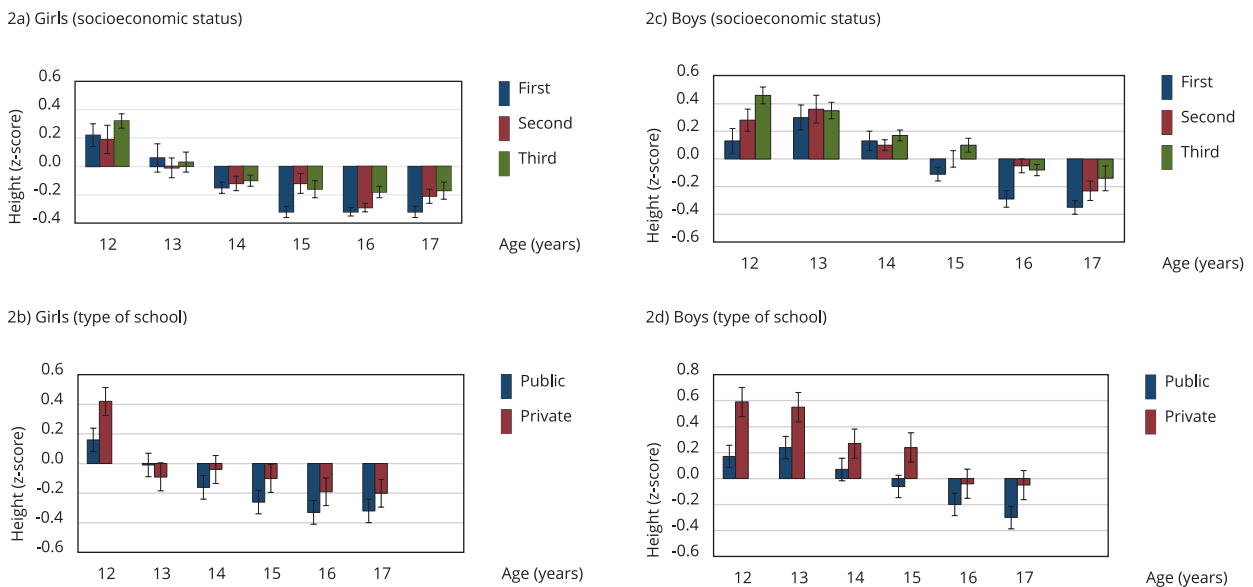 2a) Girls (socioeconomic status)
Height (z-score)
0.6
0.4
0.2
0.0
-0.2
-0.4
12 13 14 15 16 17 Age (years)
First
Second
Third
2c) Boys (socioeconomic status)
Height (z-score)
0.6
0.4
0.2
0.0
-0.2
-0.4
-0.6
12 13 14 15 16 17 Age (years)
First
Second
Third
2b) Girls (type of school)
Height (z-score)
0.6
0.4
0.2
0.0
-0.2
-0.4
-0.6
12 13 14 15 16 17 Age (years)
Public
Private
2d) Boys (type of school)
Height (z-score)
0.8
0.6
0.4
0.2
0.0
-0.2
-0.4
-0.6
12 13 14 15 16 17 Age (years)
Public
Private